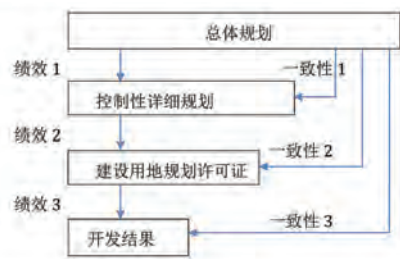 总体规划
绩效 1
一致性 1
控制性详细规划
绩效 2
一致性 2
建设用地规划许可证
绩效 3
一致性 3
开发结果